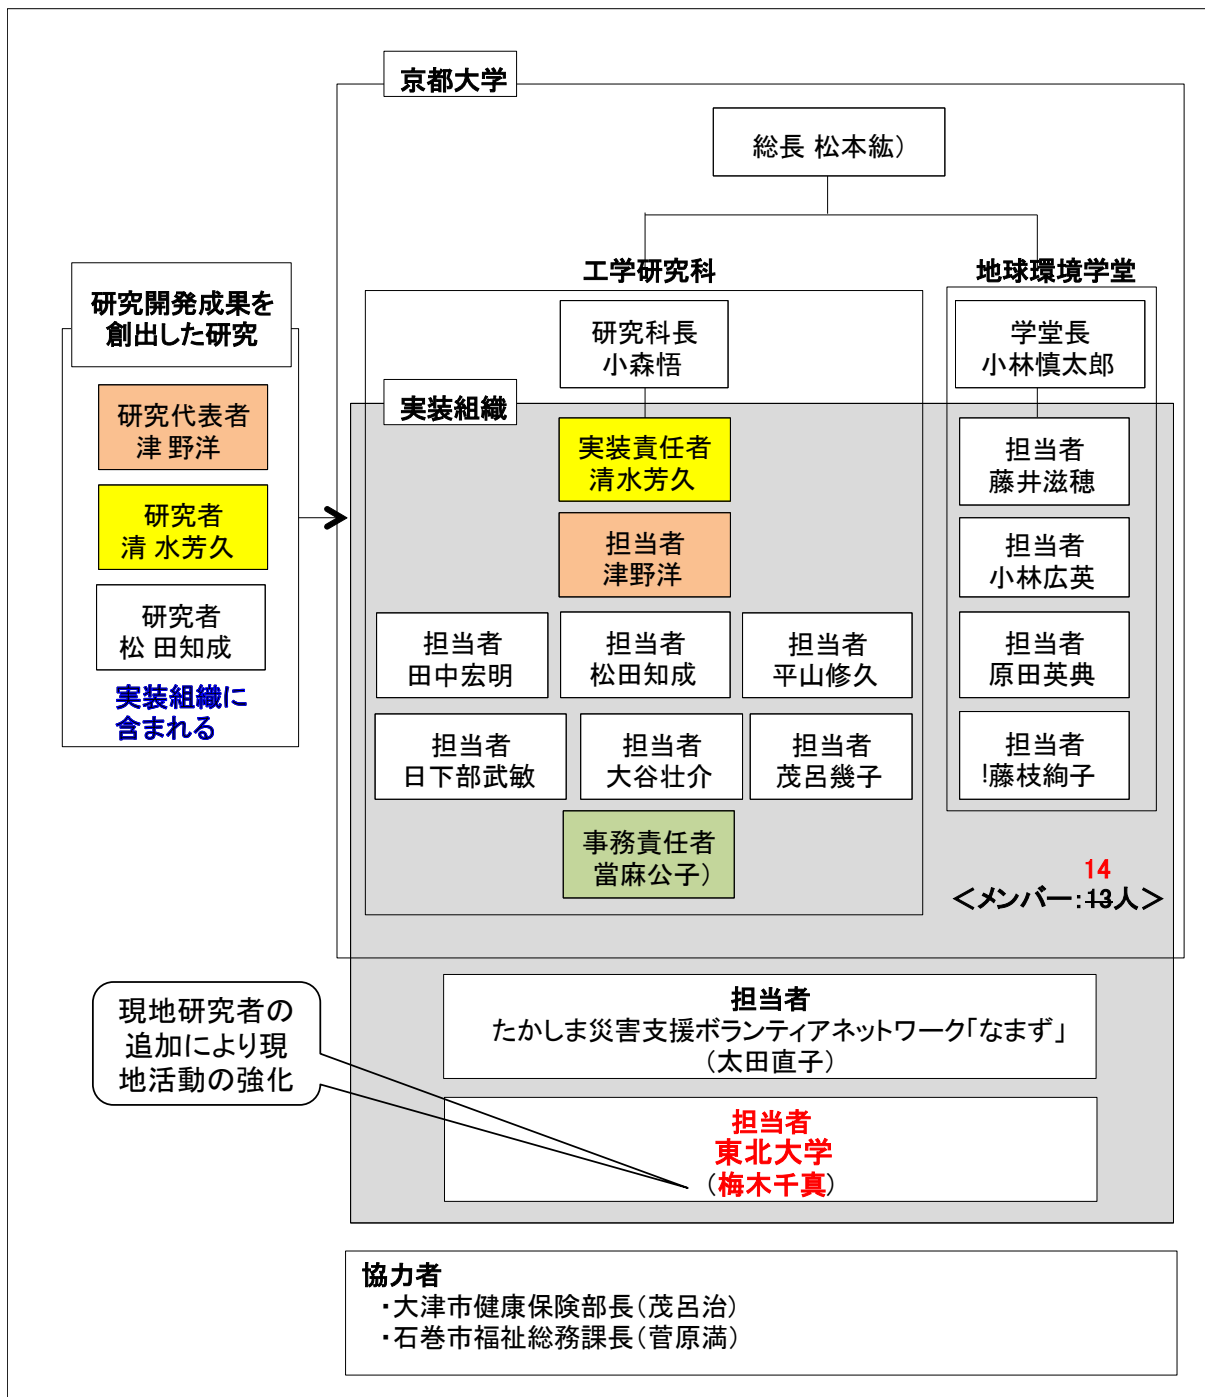 京都大学
総長 松本紘）
工学研究科
地球環境学堂
研究開発成果を
創出した研究
研究代表者
津 野洋
研究者
清 水芳久
研究者
松 田知成
実装組織に
含まれる
研究科長
小森悟
学堂長
小林慎太郎
実装組織
実装責任者
清水芳久
担当者
津野洋
担当者
田中宏明
担当者
松田知成
担当者
平山修久
担当者
日下部武敏
担当者
大谷壮介
担当者
茂呂幾子
事務責任者
當麻公子）
担当者
藤井滋穂
担当者
小林広英
担当者
原田英典
担当者
!藤枝絢子
14
＜メンバー：13人＞
担当者
たかしま災害支援ボランティアネットワーク「なまず」
（太田直子）
現地研究者の
追加により現
地活動の強化
担当者
東北大学
（梅木千真）
協力者
・大津市健康保険部長（茂呂治）
・石巻市福祉総務課長（菅原満）